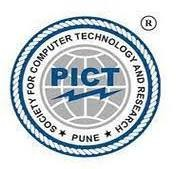 ®
SOCIETY FOR COMPUTER TECHNOLOGY AND RESEARCH
PICT
PUNE